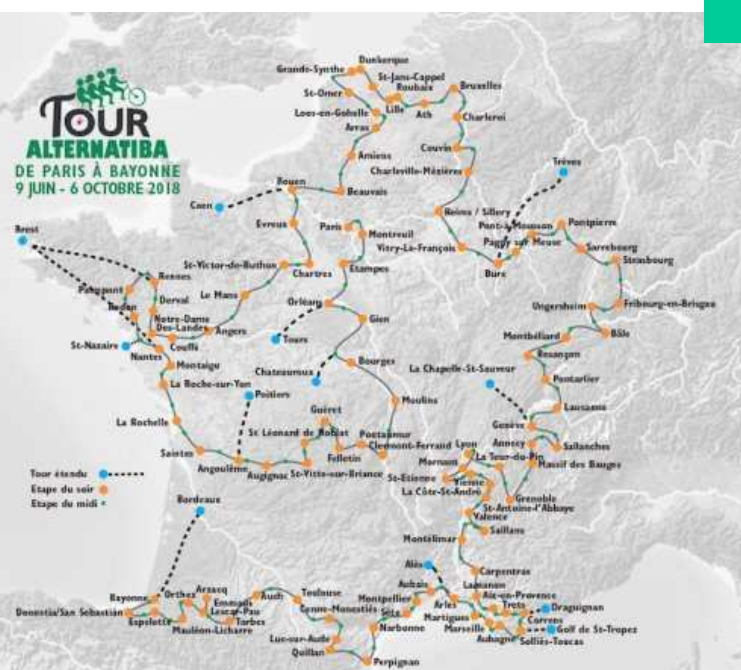 TOUR
ALTERNATIBA
DE PARIS À BAYONNE
9 JUIN - 6 OCTOBRE 2018
Dunkerque
Grande-Synthe
St-Jans-Cappel
Roubaix
Bruxelles
St-Omer
Lille
Ath
Loos-en-Gohelle
Charleroi
Arras
Couvin
Amiens
Charleville-Mézières
Trèves
Rouen
Beauvais
Caen
Reims / Sillery
Pont-à-Mousson
Pontpierre
Evreux
Paris
Montreuil
Vitry-Le-François
Pagny sur Meuse
Sarrebourg
Brest
Bure
Strasbourg
St-Victor-de-Buthon
Chartres
Etampes
Rennes
Paimpont
Le Mans
Orléans
Ungersheim
Fribourg-en-Brisgau
Derval
Redon
Notre-Dame
Des-Landes
Angers
Gien
Bâle
St-Nazaire
Couffé
Tours
Montbéliard
Nantes
Besançon
Montaigu
Bourges
La Chapelle-St-Sauveur
Chateauroux
Pontarlier
La Roche-sur-Yon
Poitiers
Moulins
Lausanne
Guéret
La Rochelle
St Léonard de Noblat
Pontaumur
Genève
Clermont-Ferrand
Lyon
Annecy
Sallanches
Saintes
Felletin
Mornant
La Tour-du-Pin
Massif des Bauges
Angoulême
Augignac
St-Yitte-sur-Briance
St-Etienne
Vienne
Tour étendu
La Côte-St-André
Grenoble
Etape du soir
Bordeaux
St-Antoine-l'Abbaye
Etape du midi
Valence
Saillans
Montélimar
Alès
Carpentras
Aubais
Lamanon
Bayonne
Orthez
Arzacq
Auch
Toulouse
Montpellier
Arles
Aix-en-Provence
Emmaüs
Lescar-Pau
Sète
Martigues
Trets
Draguignan
Donostia/San Sebastián
Espelette
Tarbes
Narbonne
Marseille
Correns
Mauléon-Licharre
Luc-sur-Aude
Aubagne
Golf de St-Tropez
Quillan
Solliès-Toucas
Perpignan